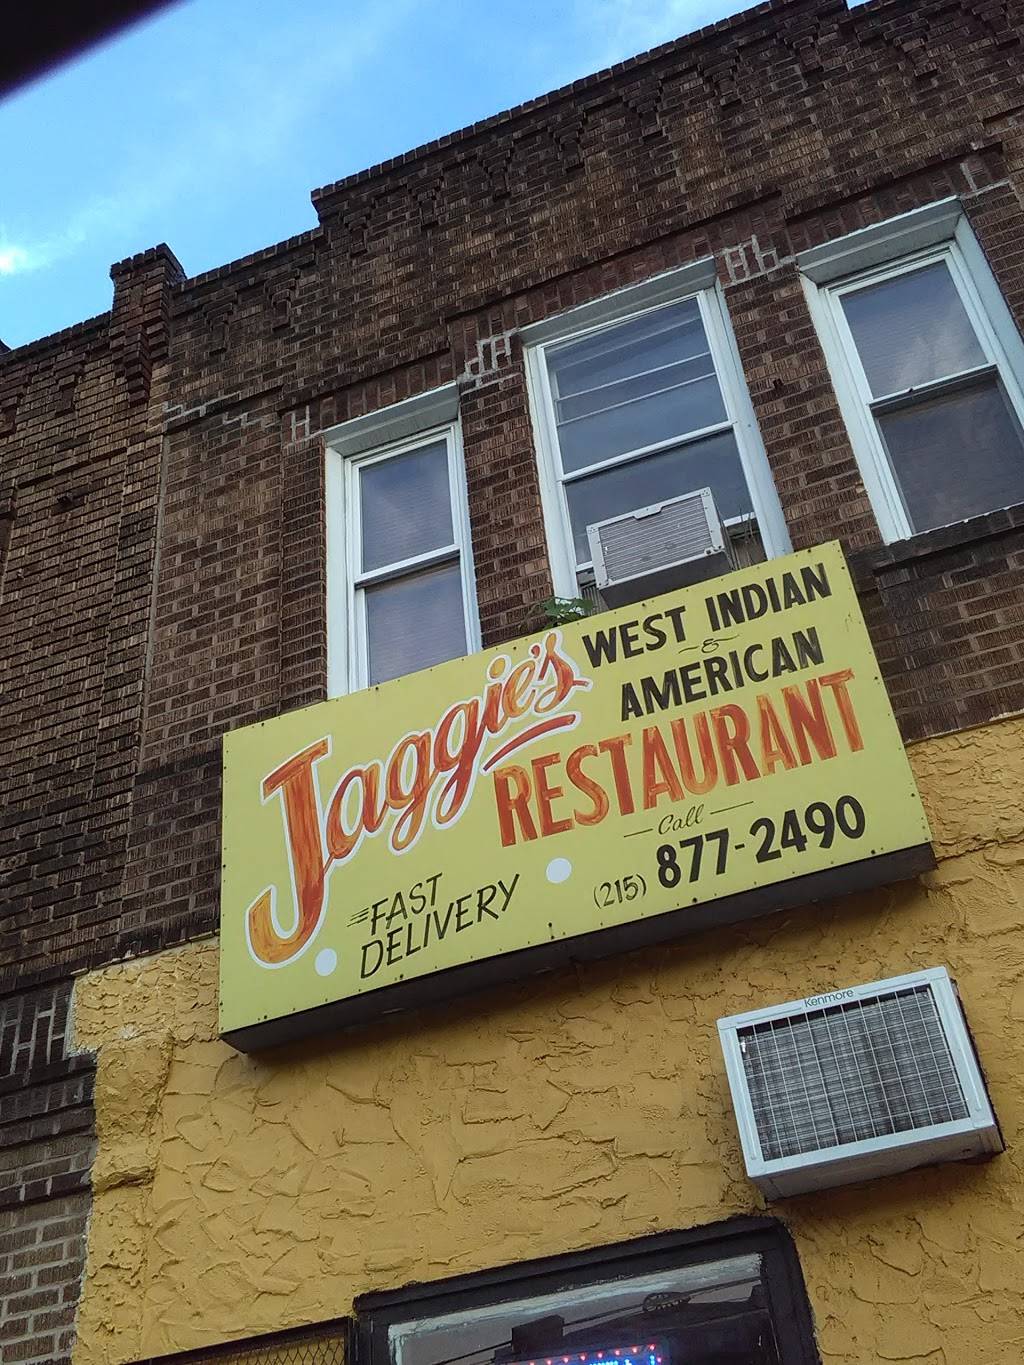 Jaggie's
WEST INDIAN
&
AMERICAN
RESTAURANT
Call
(215) 877-2490
FAST
DELIVERY
Kenmore